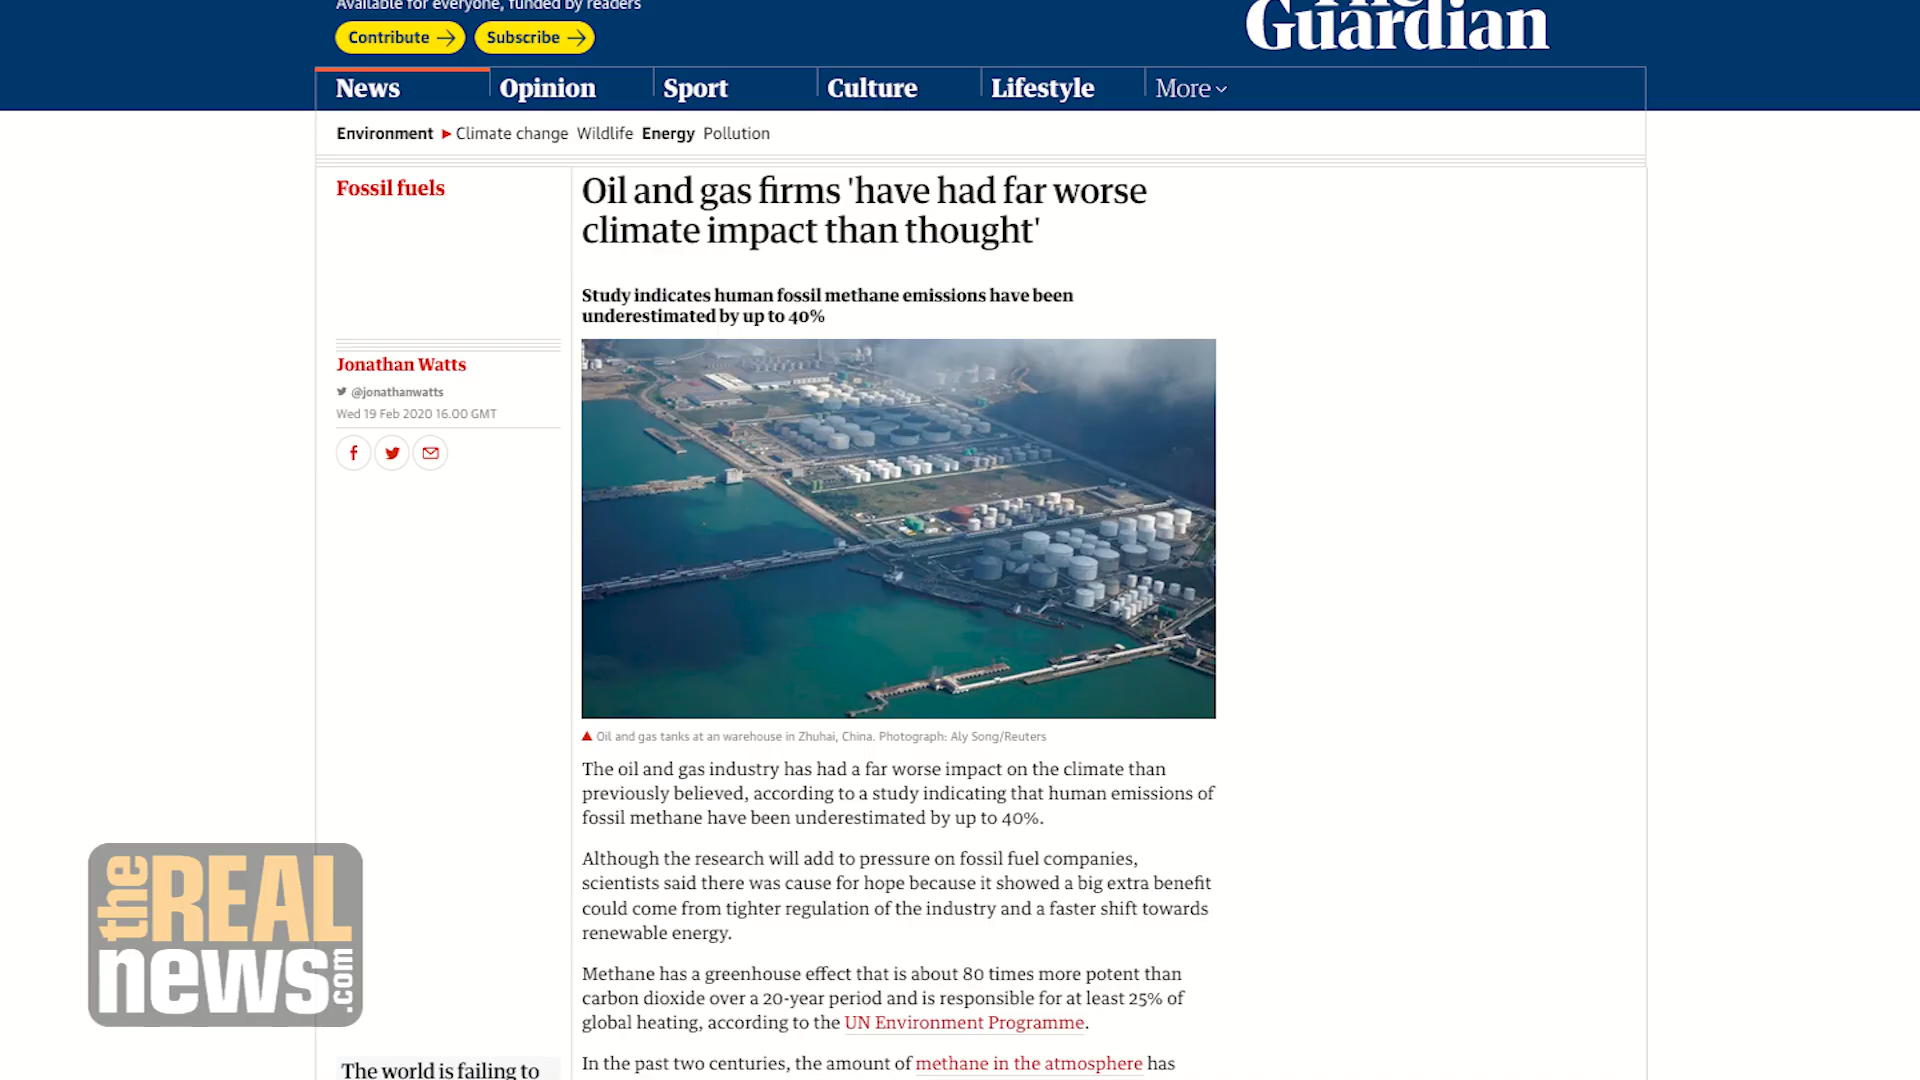 Available for everyone, funded by readers
Contribute
Subscribe
The
Guardian
News
Opinion
Sport
Culture
Lifestyle
More
Environment
Climate change
Wildlife
Energy
Pollution
Fossil fuels
Oil and gas firms 'have had far worse
climate impact than thought'
Study indicates human fossil methane emissions have been
underestimated by up to 40%
Jonathan Watts
@jonathanwatts
Wed 19 Feb 2020 16.00 GMT
Oil and gas tanks at an warehouse in Zhuhai, China. Photograph: Aly Song/Reuters
The oil and gas industry has had a far worse impact on the climate than
previously believed, according to a study indicating that human emissions of
fossil methane have been underestimated by up to 40%.
Although the research will add to pressure on fossil fuel companies,
scientists said there was cause for hope because it showed a big extra benefit
could come from tighter regulation of the industry and a faster shift towards
renewable energy.
Methane has a greenhouse effect that is about 80 times more potent than
carbon dioxide over a 20-year period and is responsible for at least 25% of
global heating, according to the UN Environment Programme.
In the past two centuries, the amount of methane in the atmosphere has
The world is failing to
the REAL
news.com